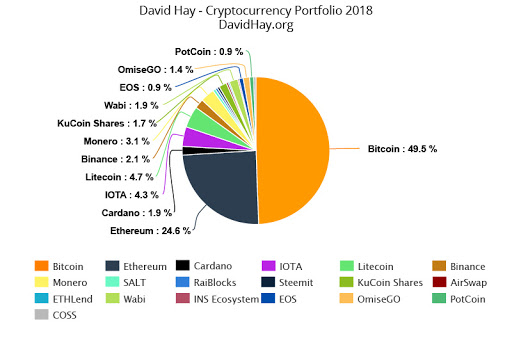 David Hay - Cryptocurrency Portfolio 2018
DavidHay.org
PotCoin : 0.9 %
OmiseGO : 1.4 %
EOS : 0.9 %
Wabi : 1.9 %
KuCoin Shares : 1.7 %
Monero : 3.1 %
Binance : 2.1 %
Litecoin : 4.7 %
IOTA : 4.3 %
Cardano : 1.9 %
Ethereum : 24.6 %
Bitcoin : 49.5 %
Bitcoin Ethereum Cardano IOTA Litecoin Binance
Monero SALT RaiBlocks Steemit KuCoin Shares AirSwap
ETHLend Wabi INS Ecosystem EOS OmiseGO PotCoin
COSS